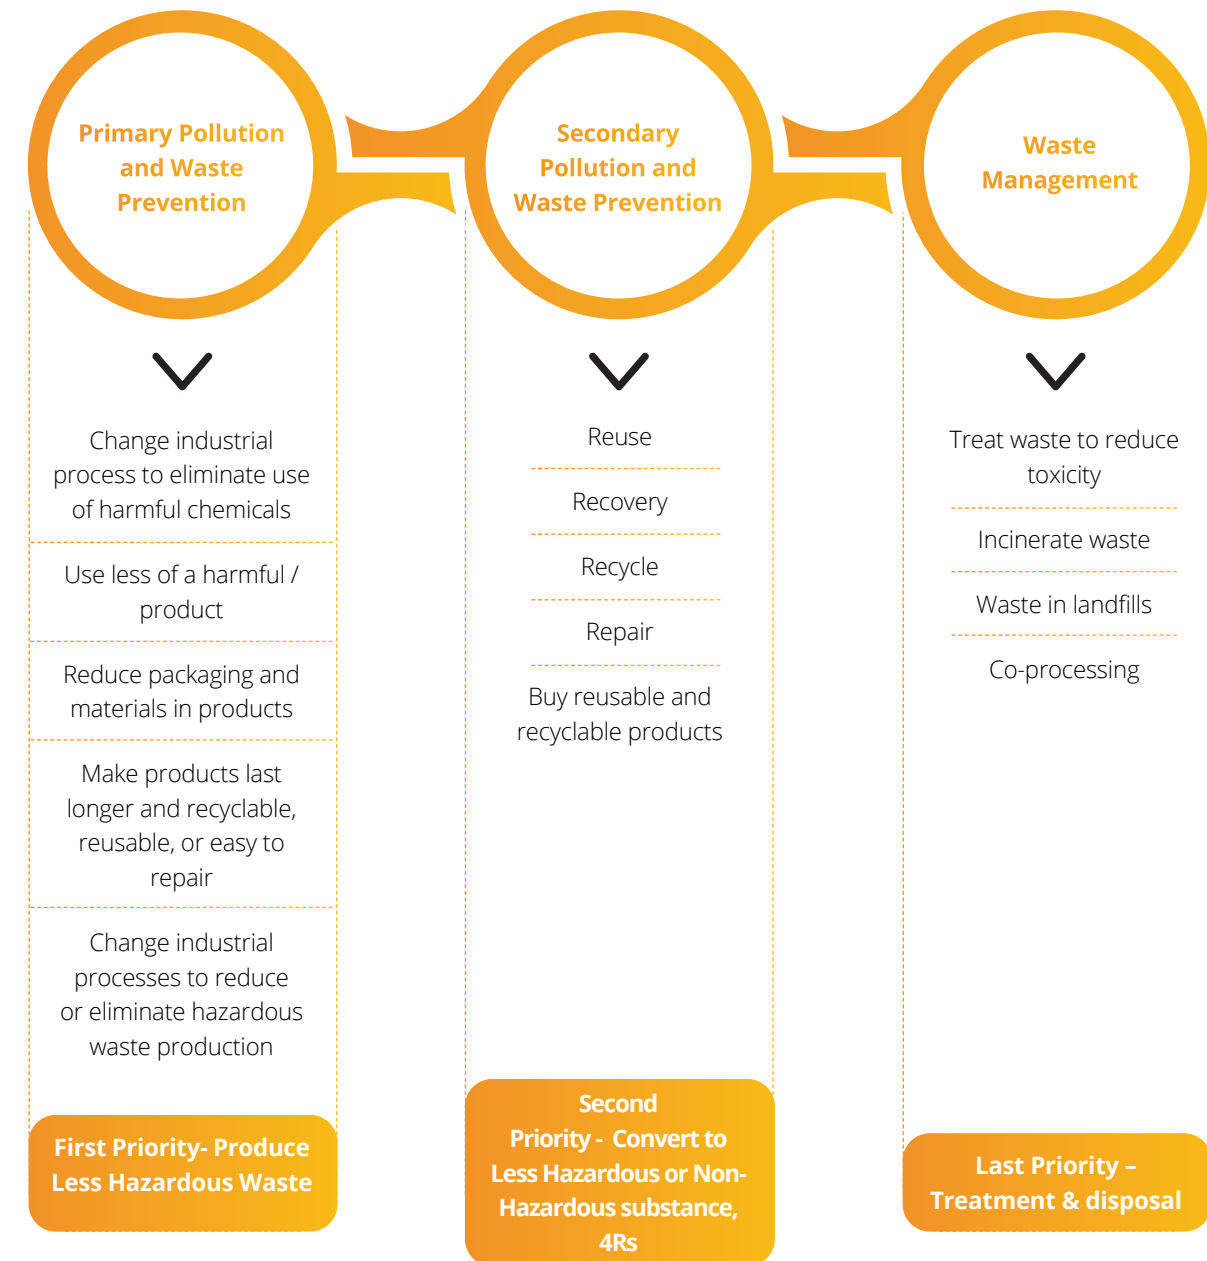 Primary Pollution
and Waste
Prevention
Change industrial
process to eliminate use
of harmful chemicals
Use less of a harmful /
product
Reduce packaging and
materials in products
Make products last
longer and recyclable,
reusable, or easy to
repair
Change industrial
processes to reduce
or eliminate hazardous
waste production
First Priority- Produce
Less Hazardous Waste
Secondary
Pollution and
Waste Prevention
Reuse
Recovery
Recycle
Repair
Buy reusable and
recyclable products
Second
Priority - Convert to
Less Hazardous or Non-
Hazardous substance,
4Rs
Waste
Management
Treat waste to reduce
toxicity
Incinerate waste
Waste in landfills
Co-processing
Last Priority –
Treatment & disposal